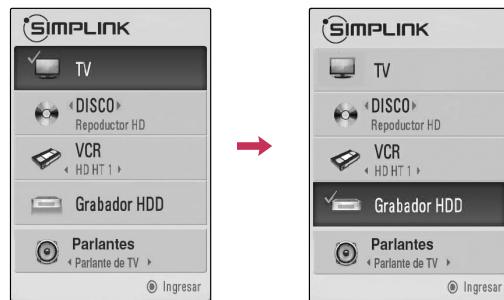 SIMPLINK
TV
DISCO
Repoductor HD
VCR
HD HT 1
Grabador HDD
Parlantes
Parlante de TV
Ingresar
SIMPLINK
TV
DISCO
Repoductor HD
VCR
HD HT 1
Grabador HDD
Parlantes
Parlante de TV
Ingresar